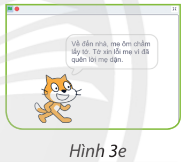 Về đến nhà, mẹ ôm chầm
lấy tớ. Tớ xin lỗi mẹ vì đã
quên lời mẹ dặn.
Hình 3e